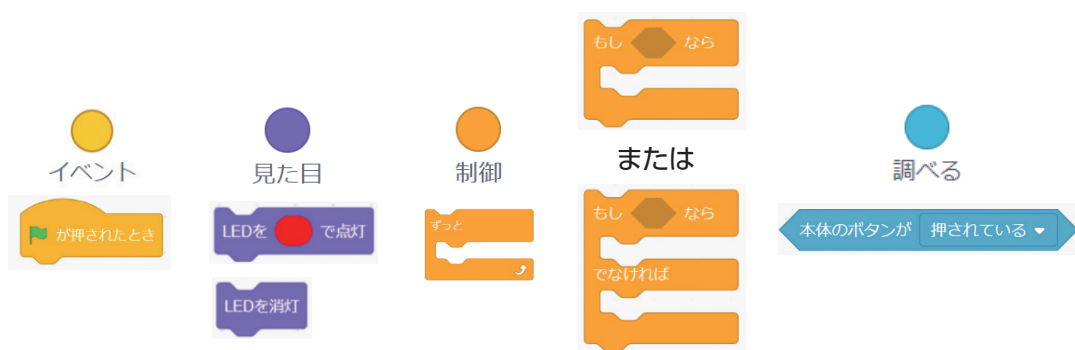 イベント
が押されたとき
見た目
LEDを で点灯
LEDを消灯
制御
ずっと
もし なら
または
もし なら
でなければ
調べる
本体のボタンが 押されている